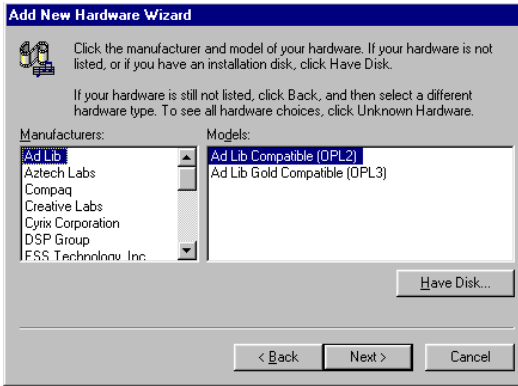 Add New Hardware Wizard
Click the manufacturer and model of your hardware. If your hardware is not
listed, or if you have an installation disk, click Have Disk.
If your hardware is still not listed, click Back, and then select a different
hardware type. To see all hardware choices, click Unknown Hardware.
Manufacturers:
Ad Lib
Aztech Labs
Compaq
Creative Labs
Cyrix Corporation
DSP Group
ESS Technology, Inc
Models:
Ad Lib Compatible (OPL2)
Ad Lib Gold Compatible (OPL3)
Have Disk...
< Back
Next >
Cancel